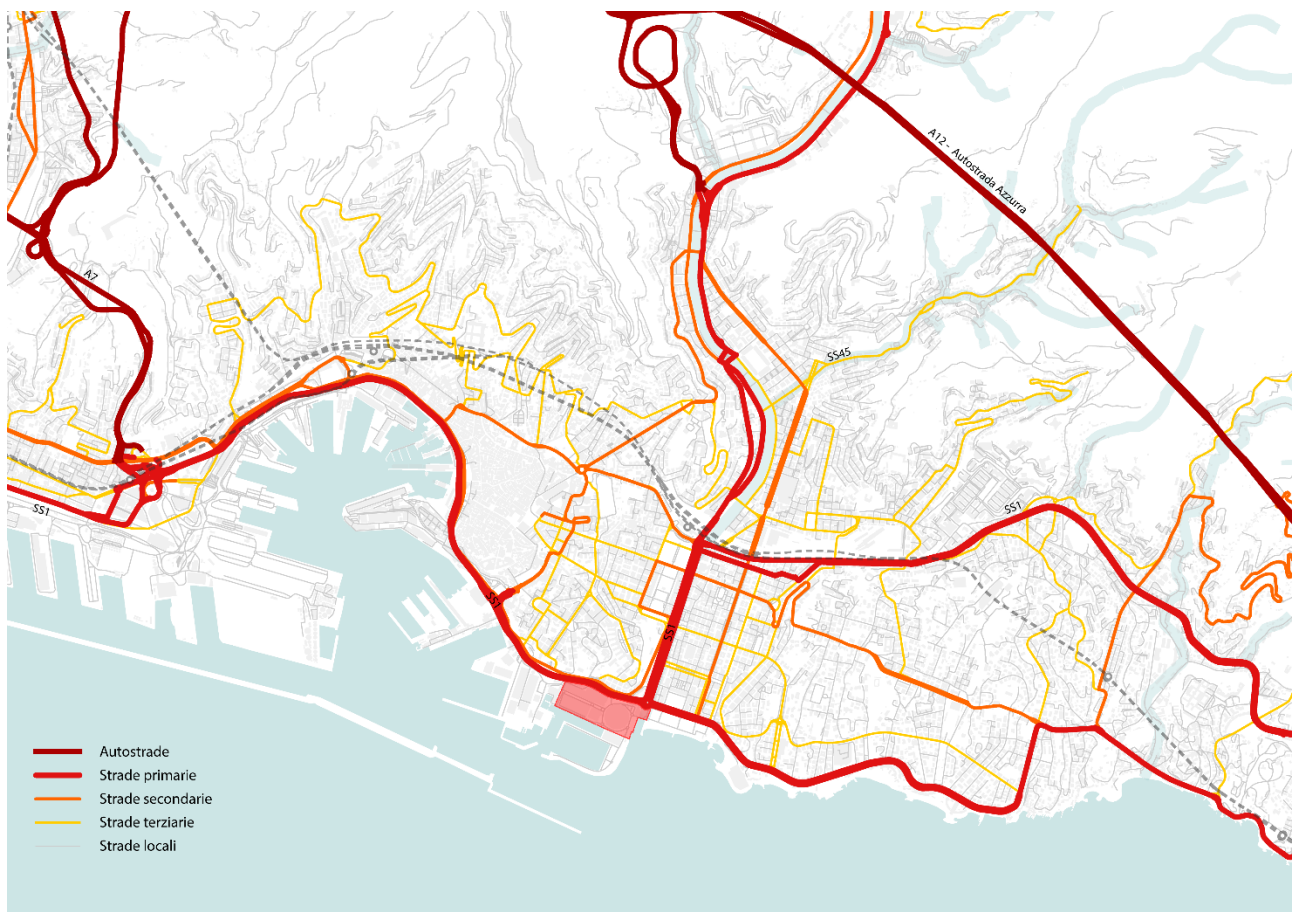 A12 - Autostrada Azzurra
A7
SS45
SS1
SS1
SS1
SS1
Autostrade
Strade primarie
Strade secondarie
Strade terziarie
Strade locali